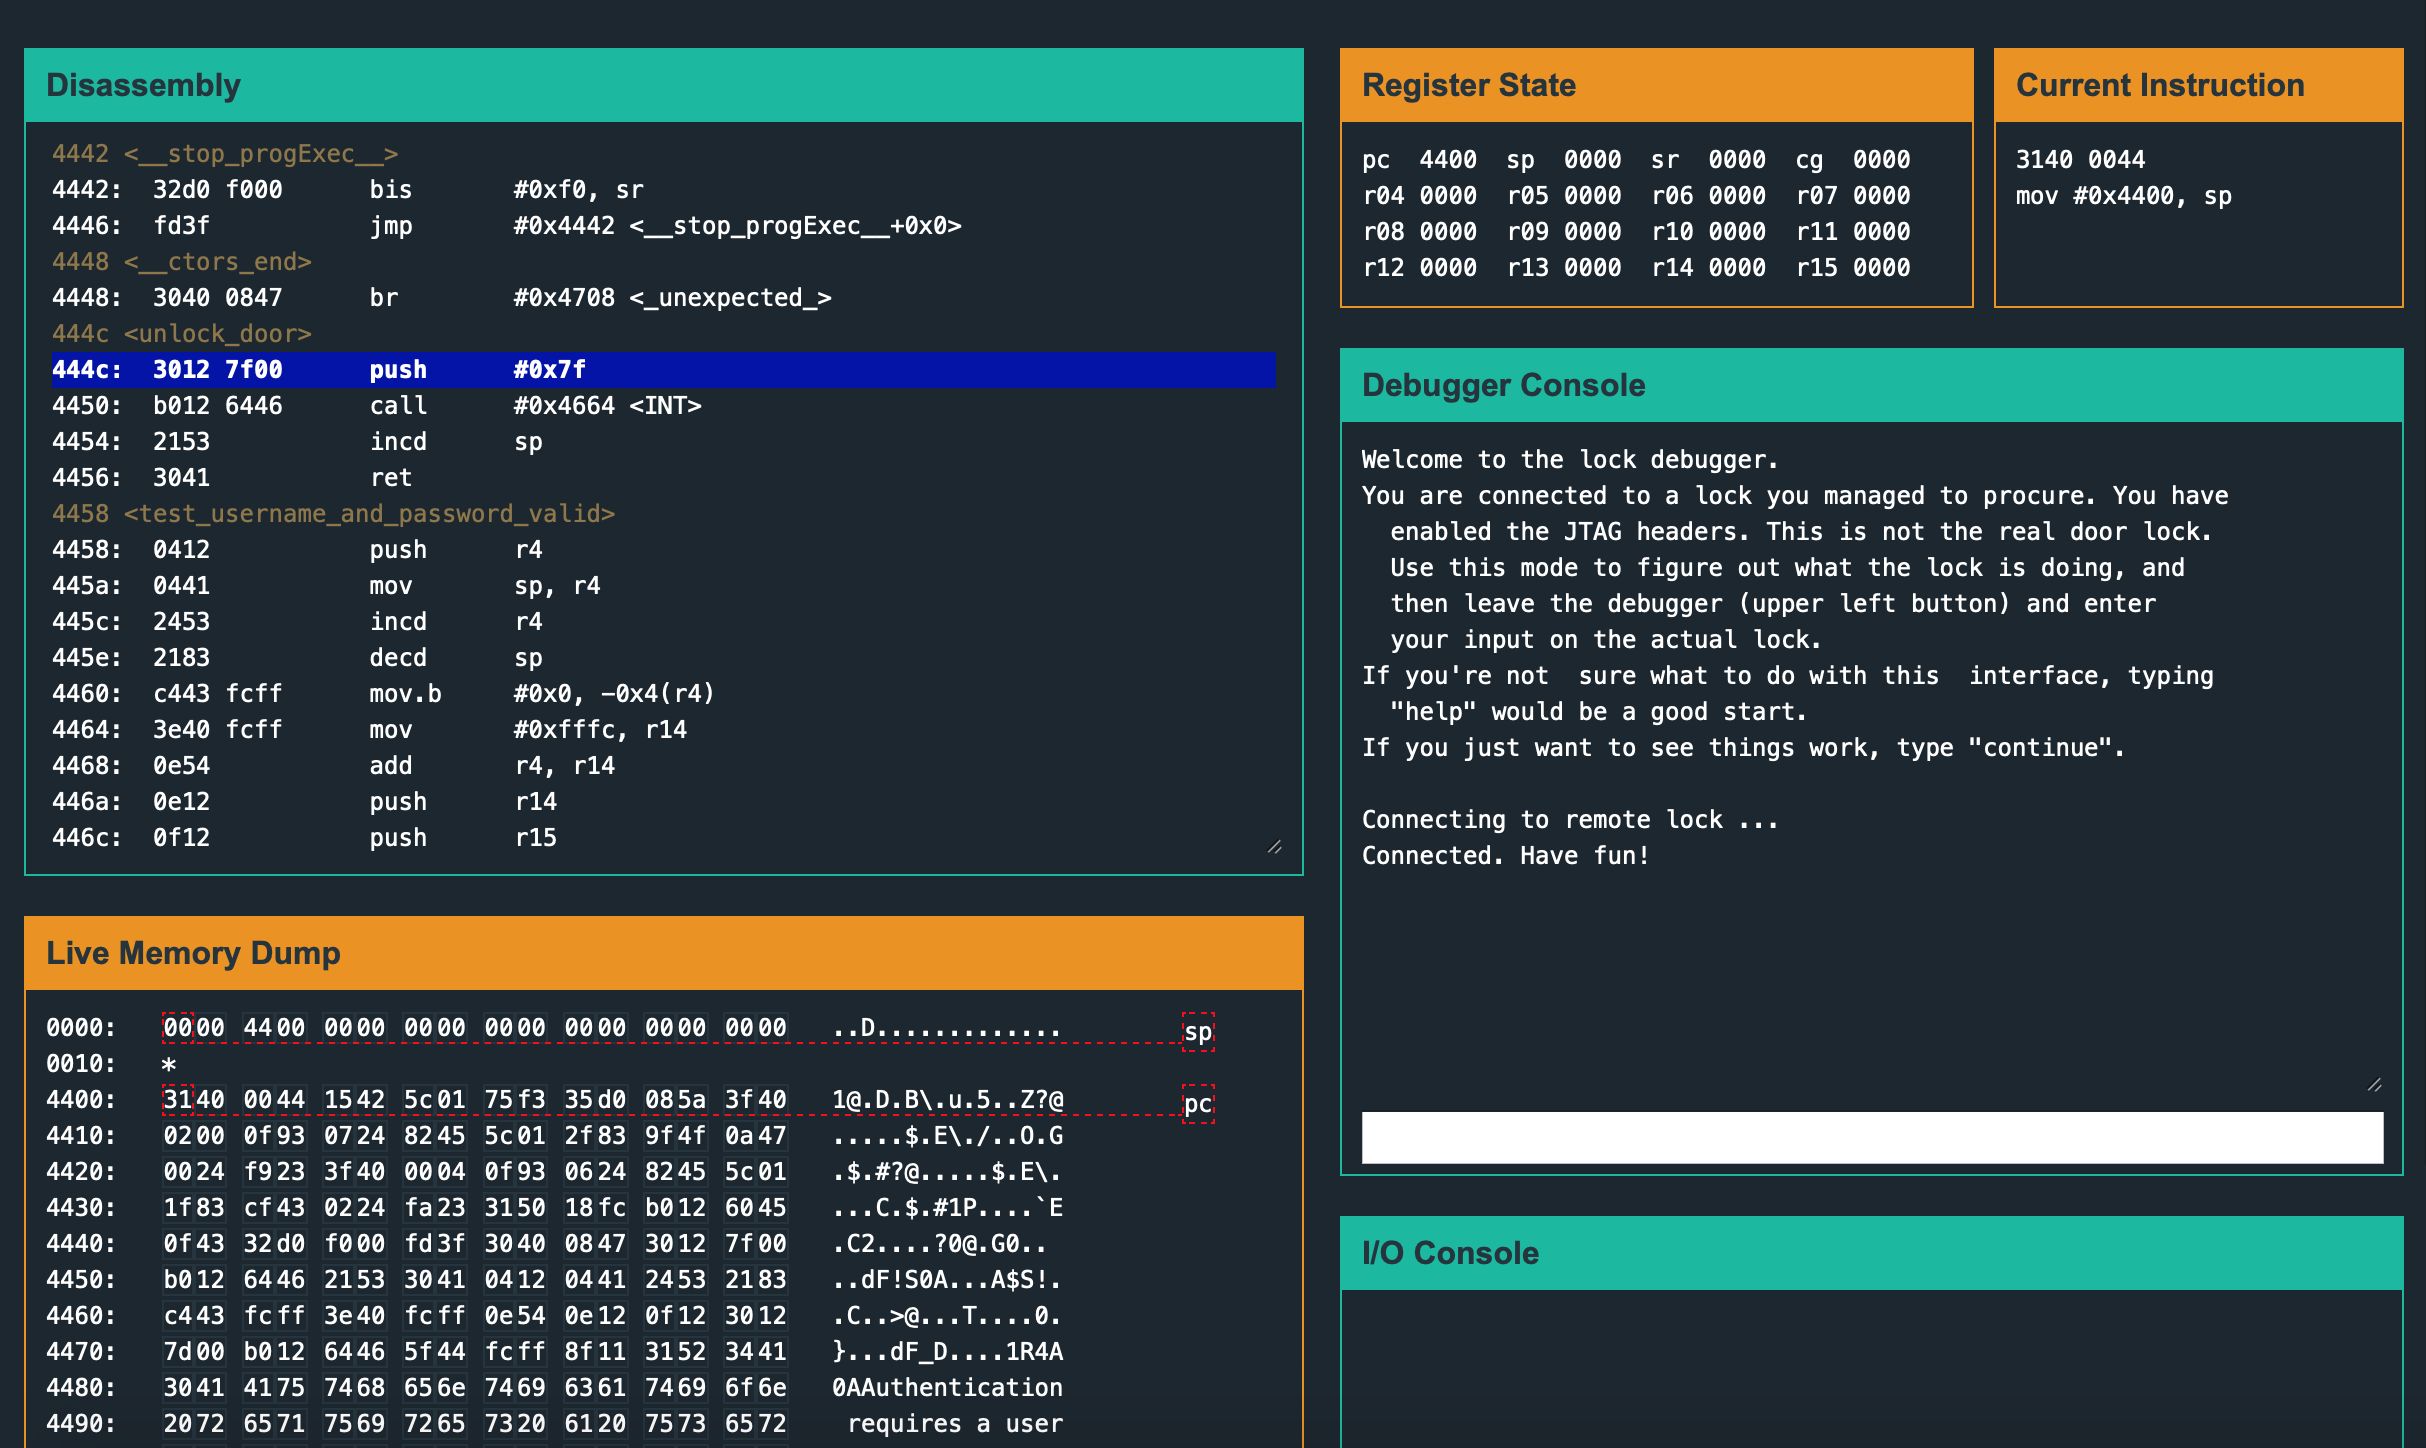 Disassembly
4442 <__stop_progExec__>
4442:  32d0 f000      bis       #0xf0, sr
4446:  fd3f           jmp       #0x4442 <__stop_progExec__+0x0>
4448 <__ctors_end>
4448:  3040 0847      br        #0x4708 <_unexpected_>
444c <unlock_door>
444c:  3012 7f00      push      #0x7f
4450:  b012 6446      call      #0x4664 <INT>
4454:  2153           incd      sp
4456:  3041           ret
4458 <test_username_and_password_valid>
4458:  0412           push      r4
445a:  0441           mov       sp, r4
445c:  2453           incd      r4
445e:  2183           decd      sp
4460:  c443 fcff      mov.b     #0x0, -0x4(r4)
4464:  3e40 fcff      mov       #0xfffc, r14
4468:  0e54           add       r4, r14
446a:  0e12           push      r14
446c:  0f12           push      r15
Live Memory Dump
0000:   0000 4400 0000 0000 0000 0000 0000 0000   ..D.............   sp
0010:   *
4400:   3140 0044 1542 5c01 75f3 35d0 085a 3f40   1@.D.B\.u.5..Z?@   pc
4410:   0200 0f93 0724 8245 5c01 2f83 9f4f 0a47   .....$.E\./..O.G
4420:   0024 f923 3f40 0004 0f93 0624 8245 5c01   .$.#?@.....$.E\.
4430:   1f83 cf43 0224 fa23 3150 18fc b012 6045   ...C.$.#1P....`E
4440:   0f43 32d0 f000 fd3f 3040 0847 3012 7f00   .C2....?0@.G0..
4450:   b012 6446 2153 3041 0412 0441 2453 2183   ..dF!S0A...A$S!.
4460:   c443 fcff 3e40 fcff 0e54 0e12 0f12 3012   .C..>@...T....0.
4470:   7d00 b012 6446 5f44 fcff 8f11 3152 3441   }...dF_D....1R4A
4480:   3041 4175 7468 656e 7469 6361 7469 6f6e   0AAuthentication
4490:   2072 6571 7569 7265 7320 6120 7573 6572    requires a user
Register State
pc  4400  sp  0000  sr  0000  cg  0000
r04 0000  r05 0000  r06 0000  r07 0000
r08 0000  r09 0000  r10 0000  r11 0000
r12 0000  r13 0000  r14 0000  r15 0000
Current Instruction
3140 0044
mov #0x4400, sp
Debugger Console
Welcome to the lock debugger.
You are connected to a lock you managed to procure. You have
  enabled the JTAG headers. This is not the real door lock.
  Use this mode to figure out what the lock is doing, and
  then leave the debugger (upper left button) and enter
  your input on the actual lock.
If you're not  sure what to do with this  interface, typing
  "help" would be a good start.
If you just want to see things work, type "continue".
Connecting to remote lock ...
Connected. Have fun!
I/O Console